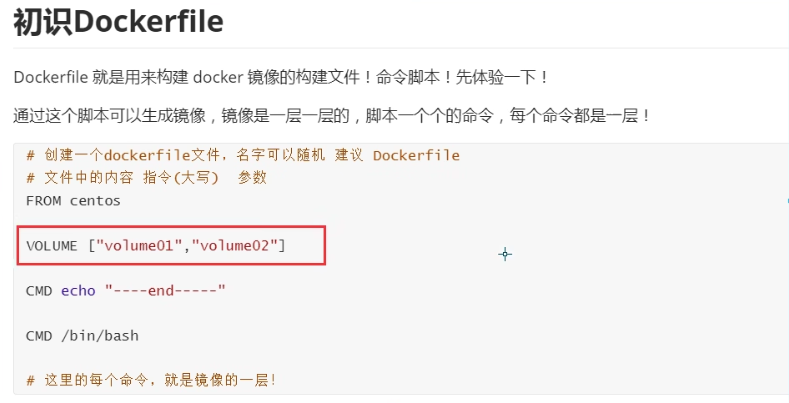 初识Dockerfile
Dockerfile 就是用来构建 docker 镜像的构建文件！命令脚本！先体验一下！
通过这个脚本可以生成镜像，镜像是一层一层的，脚本一个个的命令，每个命令都是一层！
# 创建一个dockerfile文件，名字可以随机 建议 Dockerfile
# 文件中的内容 指令(大写) 参数
FROM centos
VOLUME ["volume01","volume02"]
CMD echo "----end-----"
CMD /bin/bash
# 这里的每个命令，就是镜像的一层！